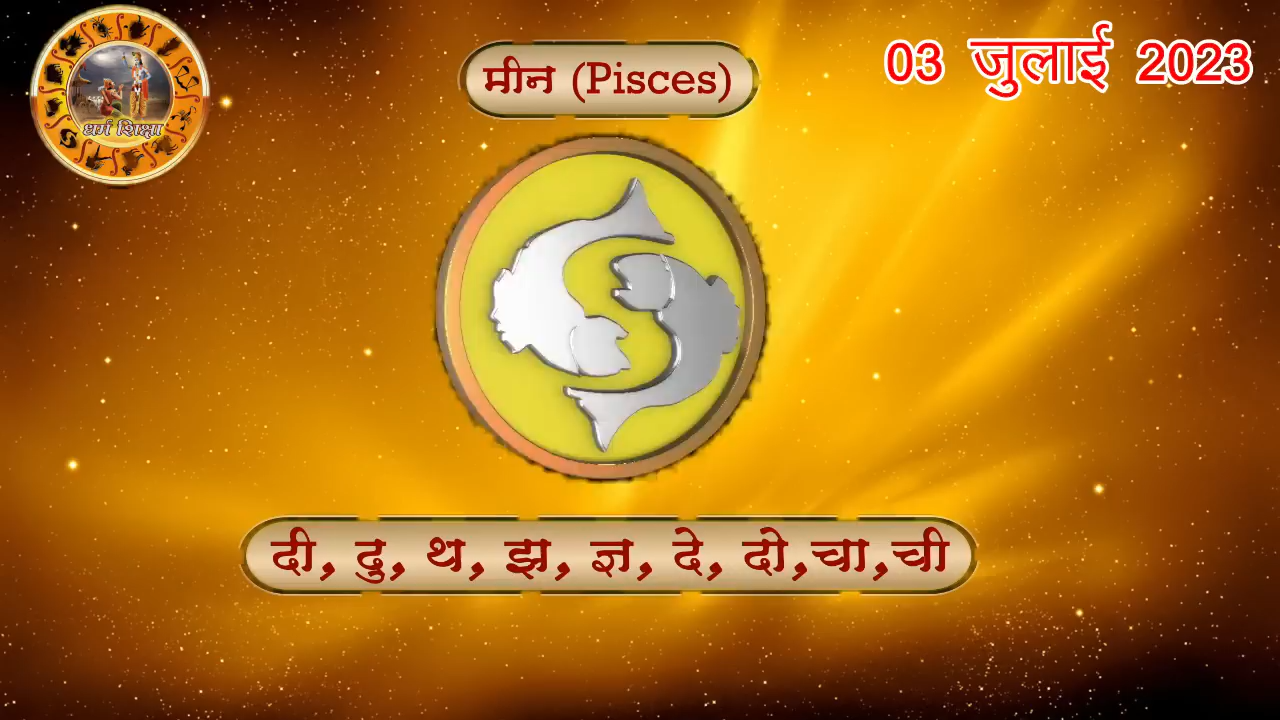 धर्म शिक्षा
मीन (Pisces)
03 जुलाई 2023
दी, दु, थ, झ, ज्ञ, दे, दो,चा,ची